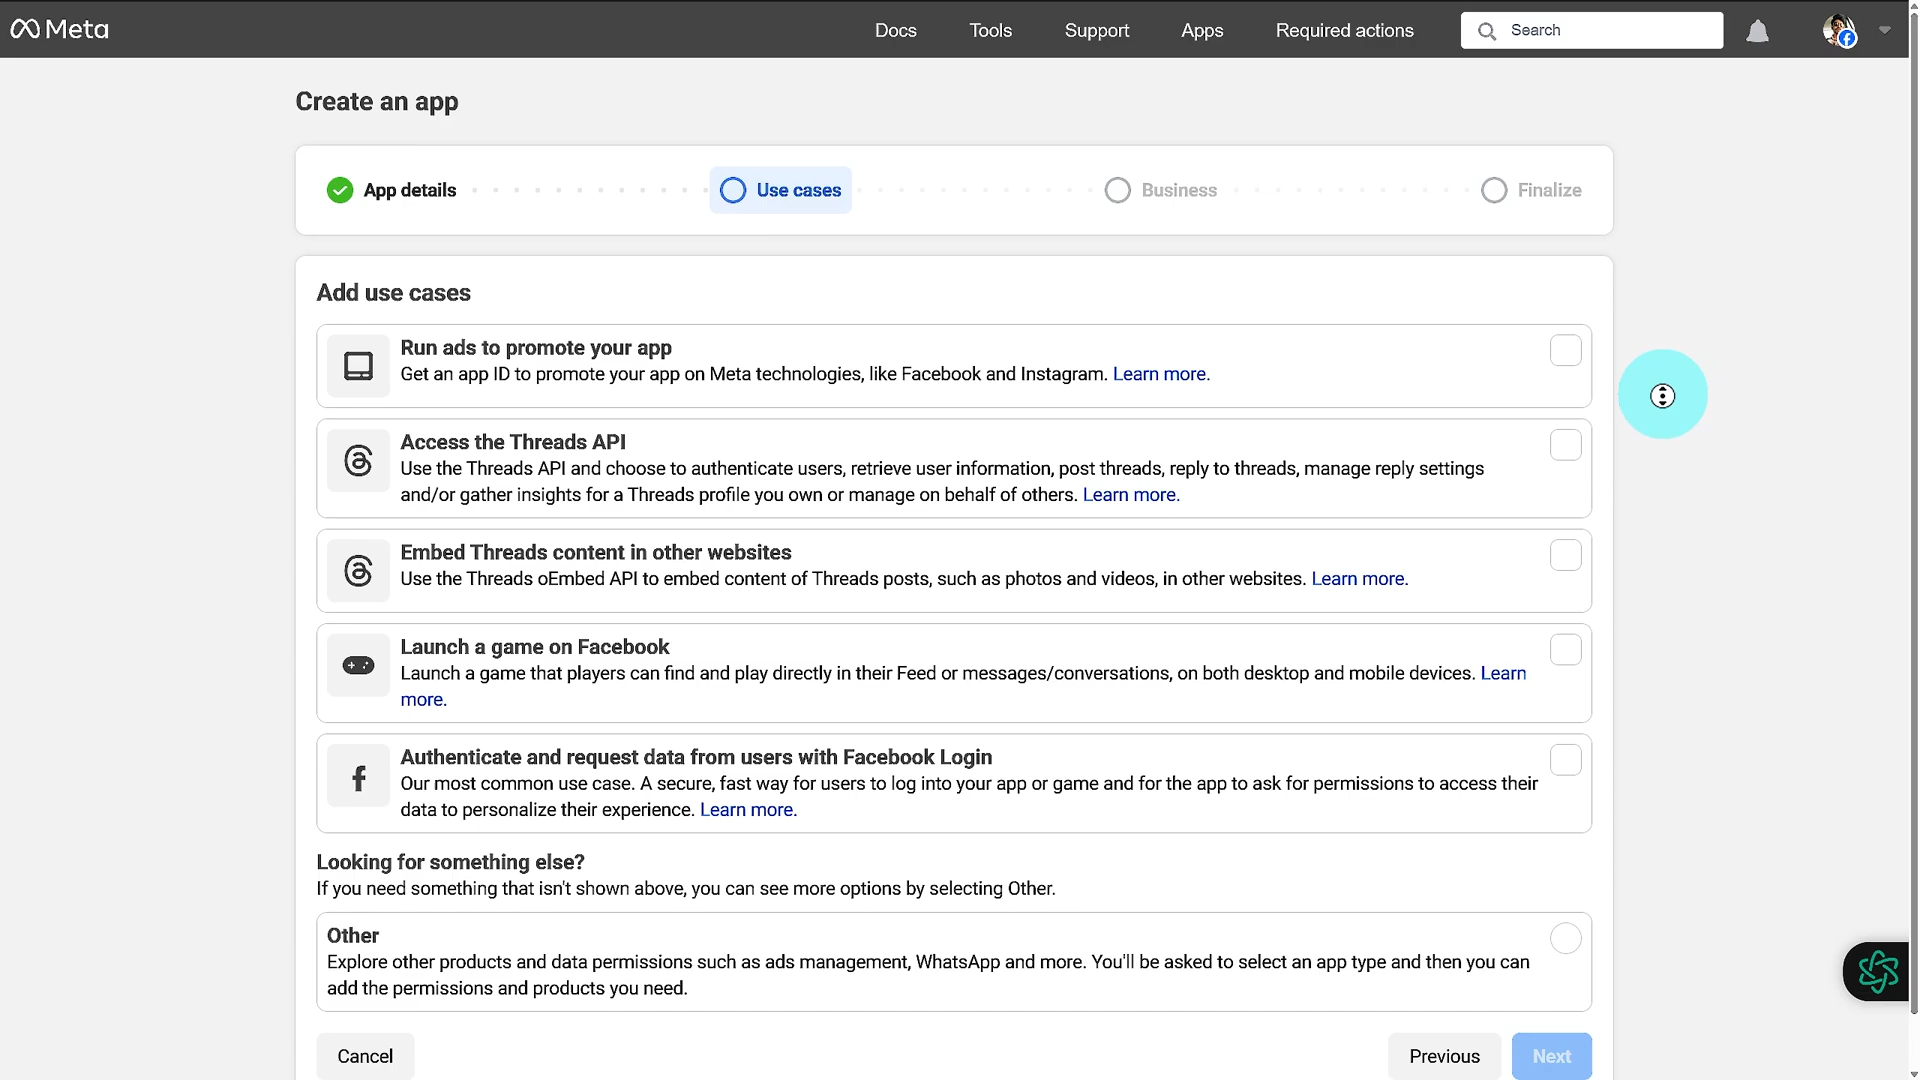 Meta
Docs
Tools
Support
Apps
Required actions
Search
Create an app
App details
Use cases
Business
Finalize
Add use cases
Run ads to promote your app
Get an app ID to promote your app on Meta technologies, like Facebook and Instagram. Learn more.
Access the Threads API
Use the Threads API and choose to authenticate users, retrieve user information, post threads, reply to threads, manage reply settings
and/or gather insights for a Threads profile you own or manage on behalf of others. Learn more.
Embed Threads content in other websites
Use the Threads oEmbed API to embed content of Threads posts, such as photos and videos, in other websites. Learn more.
Launch a game on Facebook
Launch a game that players can find and play directly in their Feed or messages/conversations, on both desktop and mobile devices. Learn
more.
Authenticate and request data from users with Facebook Login
Our most common use case. A secure, fast way for users to log into your app or game and for the app to ask for permissions to access their
data to personalize their experience. Learn more.
Looking for something else?
If you need something that isn't shown above, you can see more options by selecting Other.
Other
Explore other products and data permissions such as ads management, WhatsApp and more. You'll be asked to select an app type and then you can
add the permissions and products you need.
Cancel
Previous
Next